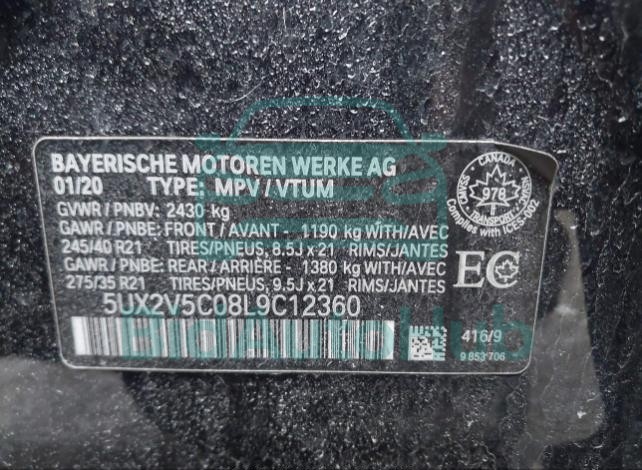 BAYERISCHE MOTOREN WERKE AG
01/20 TYPE: MPV / VTUM
GVWR / PNBV: 2430 kg
GAWR / PNBE: FRONT / AVANT - 1190 kg WITH/AVEC
245/40 R21 TIRES/PNEUS, 8.5J x 21 RIMS/JANTES
GAWR / PNBE: REAR / ARRIÈRE - 1380 kg WITH/AVEC
275/35 R21 TIRES/PNEUS, 9.5J x 21 RIMS/JANTES
5UX2V5C08L9C12360
CANADA
978
TRANSPORT
Complies with ICES-002
EC
416/9
9 853 706